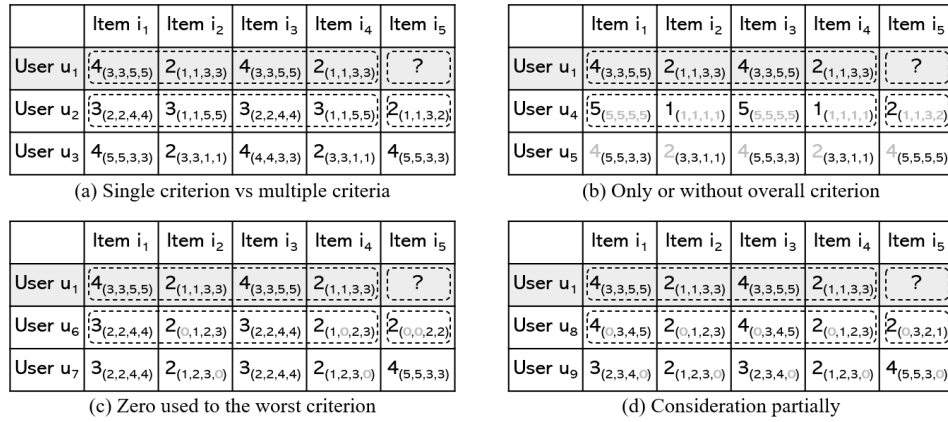 Item i₁ Item i₂ Item i₃ Item i₄ Item i₅
User u₁ 4(3,3,5,5) 2(1,1,3,3) 4(3,3,5,5) 2(1,1,3,3) ?
User u₂ 3(2,2,4,4) 3(1,1,5,5) 3(2,2,4,4) 3(1,1,5,5) 2(1,1,3,2)
User u₃ 4(5,5,3,3) 2(3,3,1,1) 4(4,4,3,3) 2(3,3,1,1) 4(5,5,3,3)
(a) Single criterion vs multiple criteria
Item i₁ Item i₂ Item i₃ Item i₄ Item i₅
User u₁ 4(3,3,5,5) 2(1,1,3,3) 4(3,3,5,5) 2(1,1,3,3) ?
User u₄ 5(5,5,5,5) 1(1,1,1,1) 5(5,5,5,5) 1(1,1,1,1) 2(1,1,3,2)
User u₅ 4(5,5,3,3) 2(3,3,1,1) 4(5,5,3,3) 2(3,3,1,1) 4(5,5,5,5)
(b) Only or without overall criterion
Item i₁ Item i₂ Item i₃ Item i₄ Item i₅
User u₁ 4(3,3,5,5) 2(1,1,3,3) 4(3,3,5,5) 2(1,1,3,3) ?
User u₆ 3(2,2,4,4) 2(0,1,2,3) 3(2,2,4,4) 2(1,0,2,3) 2(0,0,2,2)
User u₇ 3(2,2,4,4) 2(1,2,3,0) 3(2,2,4,4) 2(1,2,3,0) 4(5,5,3,3)
(c) Zero used to the worst criterion
Item i₁ Item i₂ Item i₃ Item i₄ Item i₅
User u₁ 4(3,3,5,5) 2(1,1,3,3) 4(3,3,5,5) 2(1,1,3,3) ?
User u₈ 4(0,3,4,5) 2(0,1,2,3) 4(0,3,4,5) 2(0,1,2,3) 2(0,3,2,1)
User u₉ 3(2,3,4,0) 2(1,2,3,0) 3(2,3,4,0) 2(1,2,3,0) 4(5,5,3,0)
(d) Consideration partially